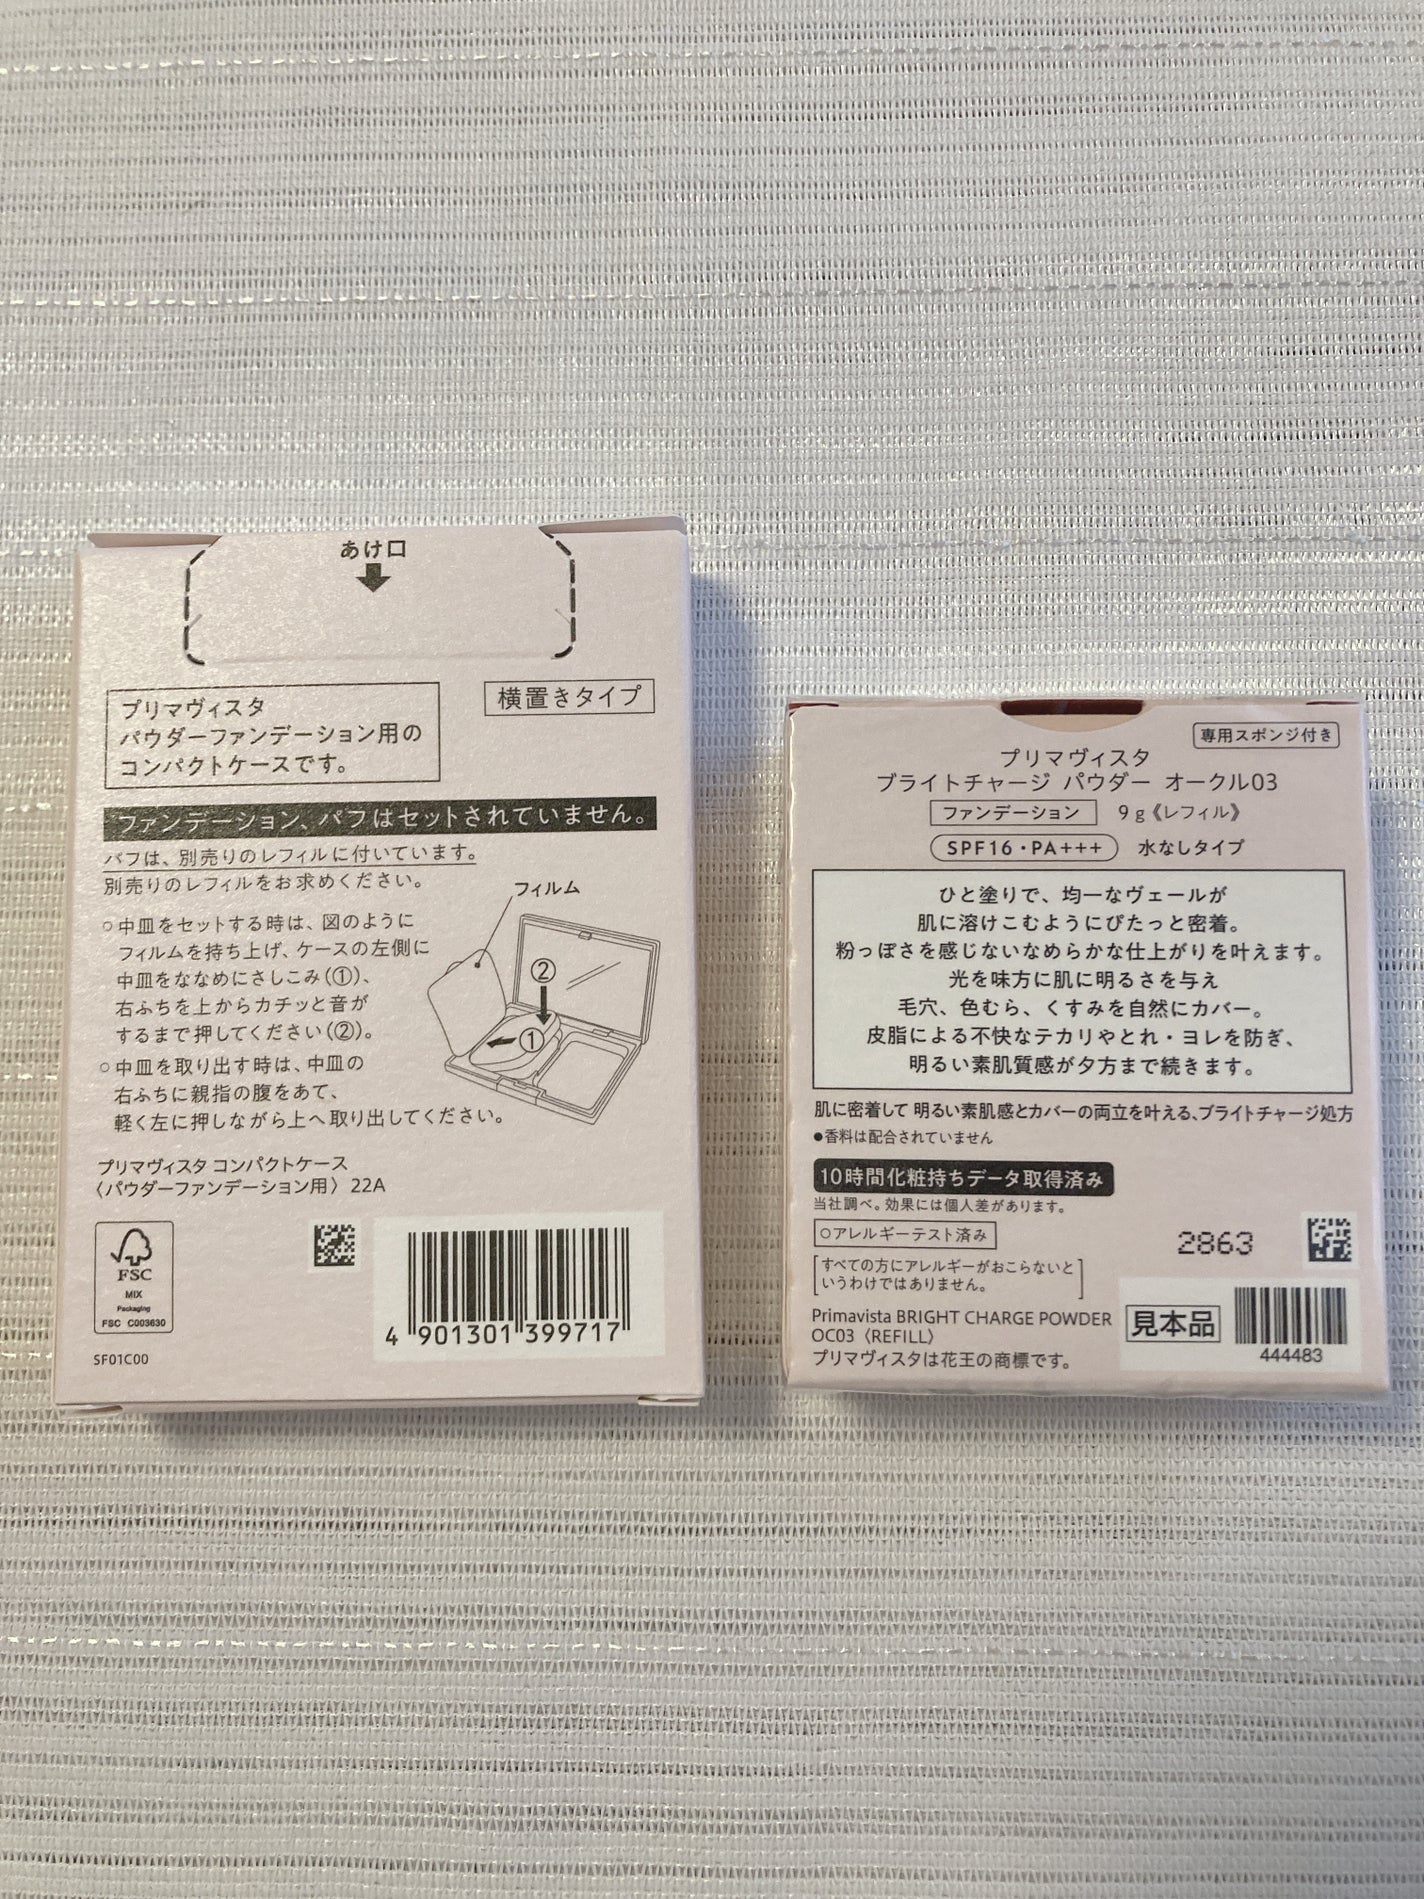 あけ口
プリマヴィスタ
パウダーファンデーション用の
コンパクトケースです。
横置きタイプ
ファンデーション、パフはセットされていません。
パフは、別売りのレフィルに付いています。
別売りのレフィルをお求めください。
フィルム
○中皿をセットする時は、図のように
フィルムを持ち上げ、ケースの左側に
中皿をななめにさしこみ(①)、
右ふちを上からカチッと音が
するまで押してください(②)。
○中皿を取り出す時は、中皿の
右ふちに親指の腹をあて、
軽く左に押しながら上へ取り出してください。
②
①
プリマヴィスタ コンパクトケース
〈パウダーファンデーション用〉 22A
FSC
MIX
Packaging
FSC C003630
4 901301 399717
SF01C00
専用スポンジ付き
プリマヴィスタ
ブライトチャージ パウダー オークル03
ファンデーション 9g《レフィル》
SPF16・PA+++ 水なしタイプ
ひと塗りで、均一なヴェールが
肌に溶けこむようにぴたっと密着。
粉っぽさを感じないなめらかな仕上がりを叶えます。
光を味方に肌に明るさを与え
毛穴、色むら、くすみを自然にカバー。
皮脂による不快なテカリやとれ・ヨレを防ぎ、
明るい素肌質感が夕方まで続きます。
肌に密着して 明るい素肌感とカバーの両立を叶える、ブライトチャージ処方
●香料は配合されていません
10時間化粧持ちデータ取得済み
当社調べ。効果には個人差があります。
○アレルギーテスト済み
[すべての方にアレルギーがおこらないと
いうわけではありません。]
2863
Primavista BRIGHT CHARGE POWDER
OC03〈REFILL〉
プリマヴィスタは花王の商標です。
見本品
444483